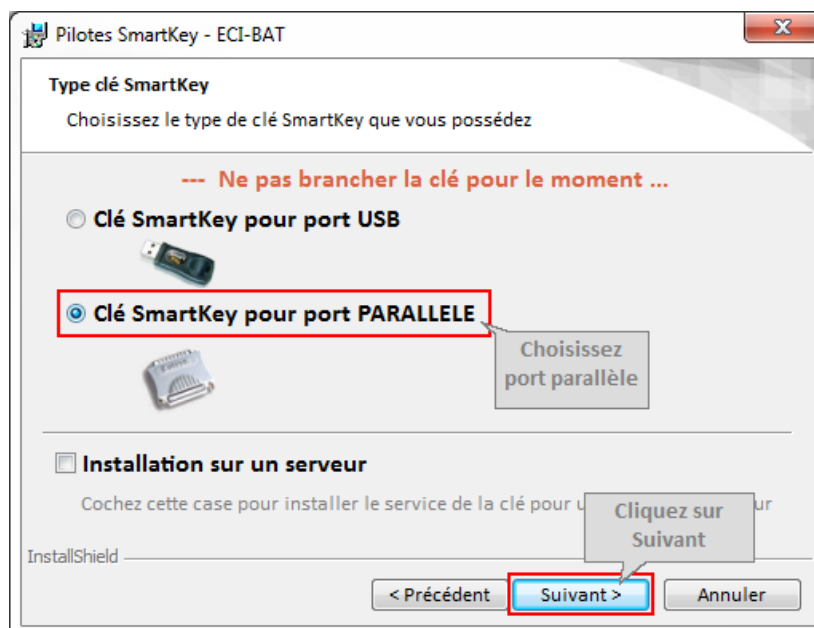 Pilotes SmartKey - ECI-BAT
Type clé SmartKey
Choisissez le type de clé SmartKey que vous possédez
--- Ne pas brancher la clé pour le moment ...
Clé SmartKey pour port USB
Clé SmartKey pour port PARALLELE
Choisissez
port parallèle
Installation sur un serveur
Cochez cette case pour installer le service de la clé pour
Cliquez sur
Suivant
InstallShield
< Précédent
Suivant >
Annuler